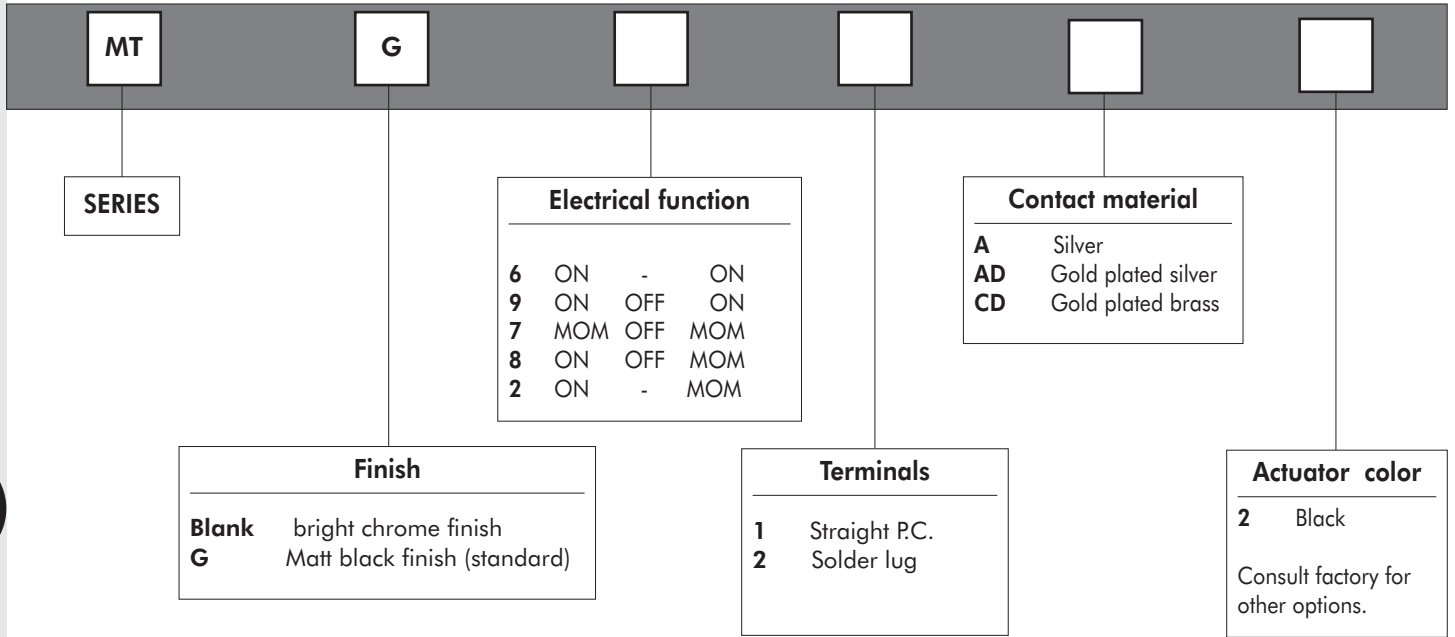 MT G
SERIES
Electrical function
6 ON - ON
9 ON OFF ON
7 MOM OFF MOM
8 ON OFF MOM
2 ON - MOM
Contact material
A Silver
AD Gold plated silver
CD Gold plated brass
Finish
Blank bright chrome finish
G Matt black finish (standard)
Terminals
1 Straight P.C.
2 Solder lug
Actuator color
2 Black
Consult factory for
other options.